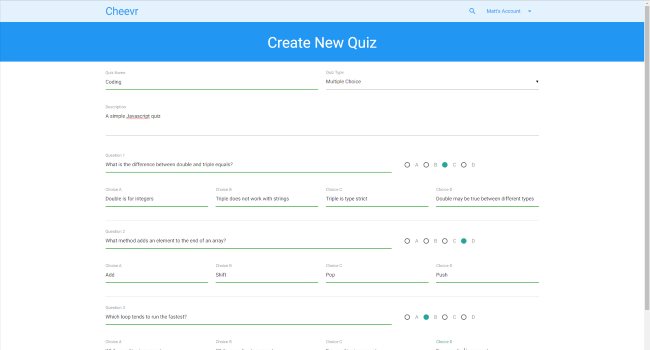 Cheevr
Matt's Account
Create New Quiz
Quiz Name
Quiz Type
Coding
Multiple Choice
Description
A simple Javascript quiz
Question 1
What is the difference between double and triple equals?
A B C D
Choice A Choice B Choice C Choice D
Double is for integers Triple does not work with strings Triple is type strict Double may be true between different types
Question 2
What method adds an element to the end of an array?
A B C D
Choice A Choice B Choice C Choice D
Add Shift Pop Push
Question 3
Which loop tends to run the fastest?
A B C D
Choice A Choice B Choice C Choice D